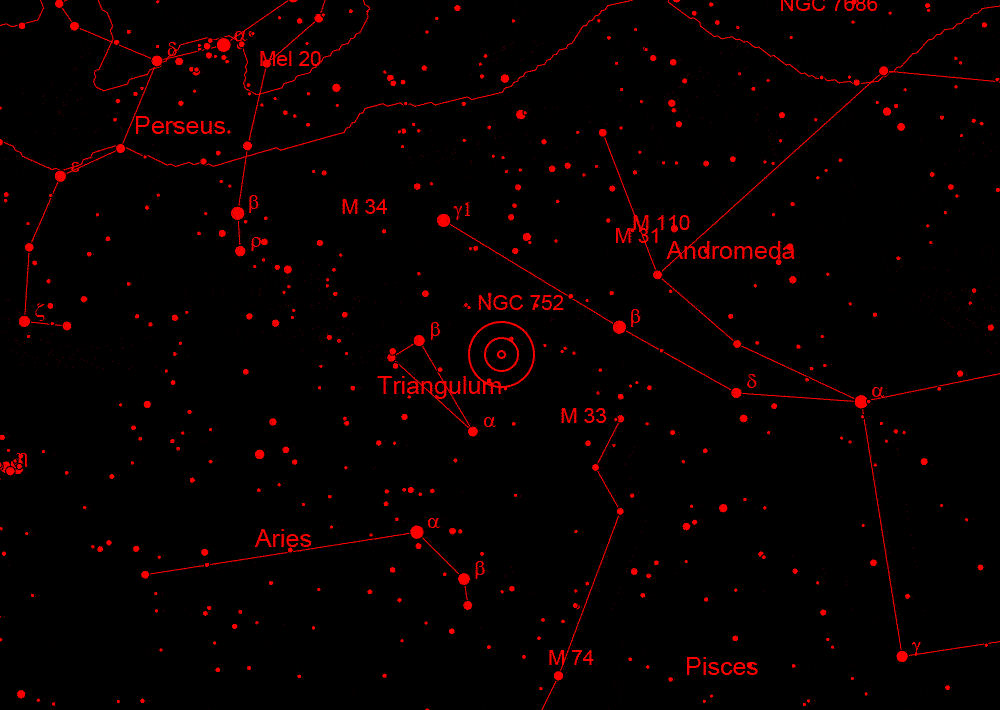 NGC 7686
α
δ
Mel 20
Perseus
ε
β
M 34
γ1
M 110
M 31
ρ
Andromeda
NGC 752
ζ
β
β
Triangulum
δ
α
M 33
α
η
α
Aries
β
γ
M 74
Pisces